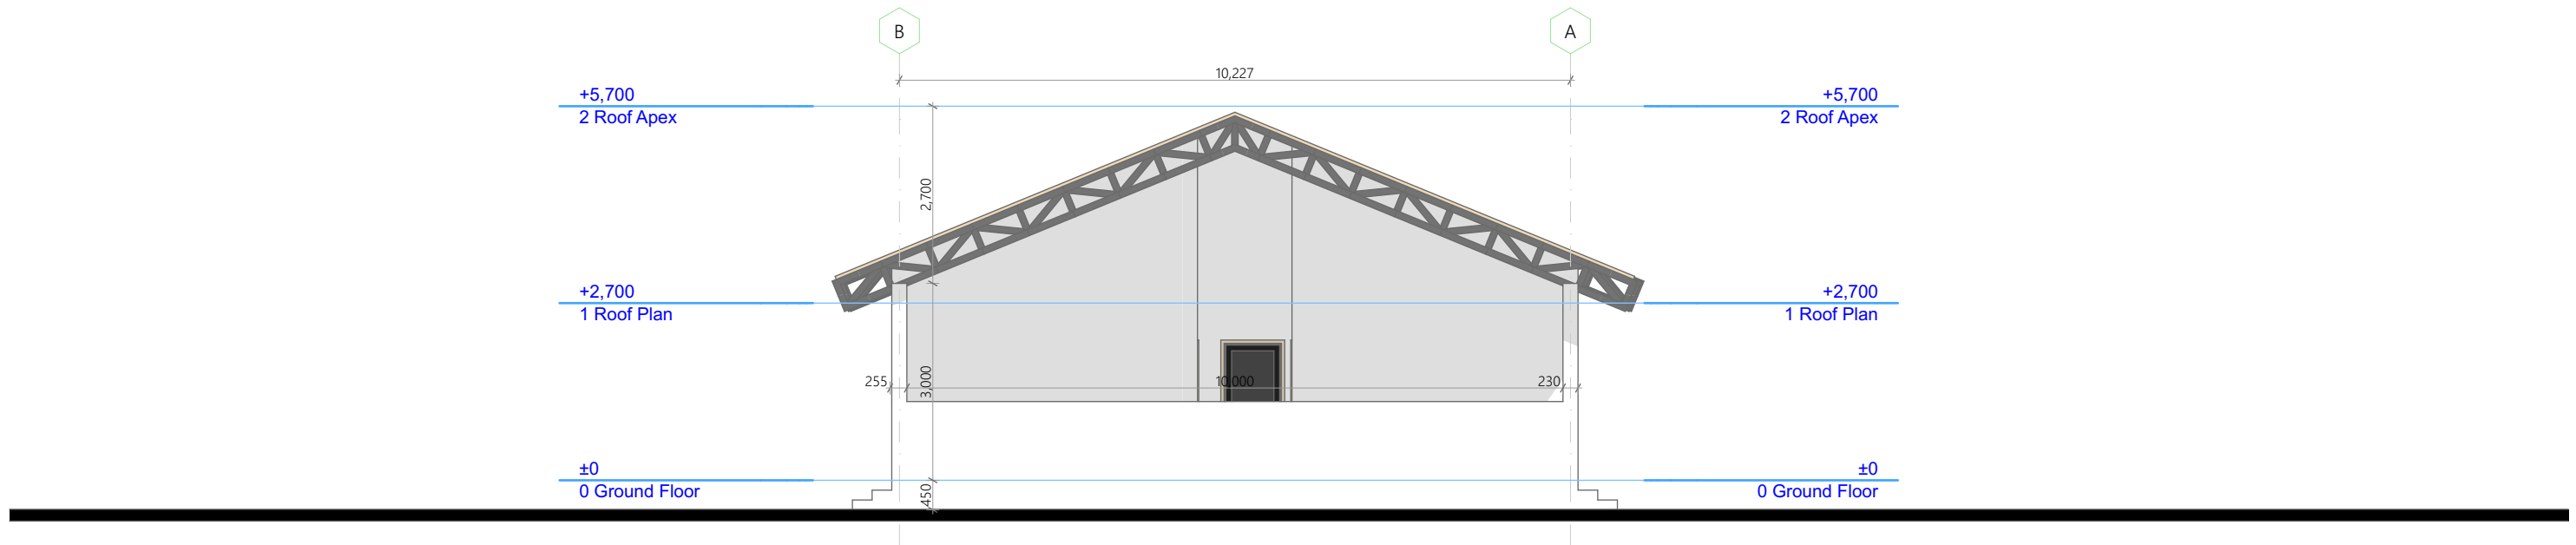 B
A
10,227
+5,700
2 Roof Apex
+5,700
2 Roof Apex
2,700
+2,700
1 Roof Plan
+2,700
1 Roof Plan
255
3,000
10,000
230
±0
0 Ground Floor
±0
0 Ground Floor
450